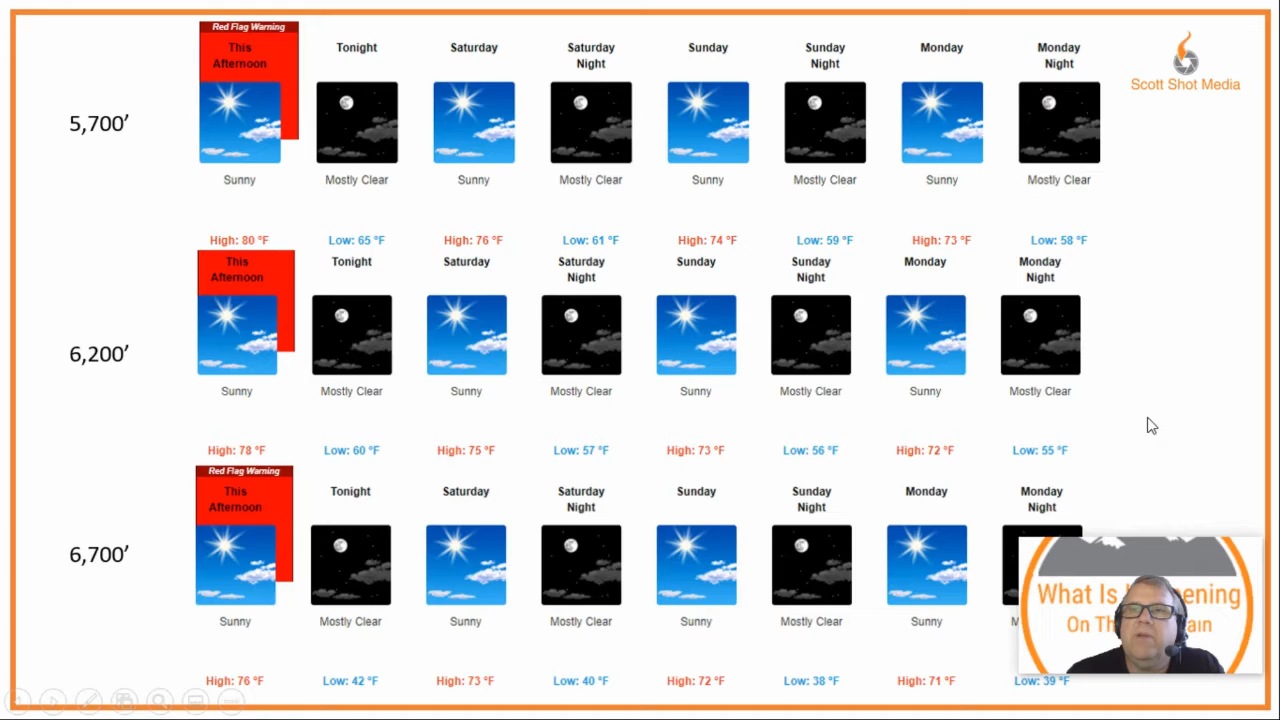 Red Flag Warning
This Afternoon
Tonight
Saturday
Saturday Night
Sunday
Sunday Night
Monday
Monday Night
Scott Shot Media
5,700’
Sunny
Mostly Clear
Sunny
Mostly Clear
Sunny
Mostly Clear
Sunny
Mostly Clear
High: 80 °F
Low: 65 °F
High: 76 °F
Low: 61 °F
High: 74 °F
Low: 59 °F
High: 73 °F
Low: 58 °F
This Afternoon
Tonight
Saturday
Saturday Night
Sunday
Sunday Night
Monday
Monday Night
6,200’
Sunny
Mostly Clear
Sunny
Mostly Clear
Sunny
Mostly Clear
Sunny
Mostly Clear
High: 78 °F
Low: 60 °F
High: 75 °F
Low: 57 °F
High: 73 °F
Low: 56 °F
High: 72 °F
Low: 55 °F
Red Flag Warning
This Afternoon
Tonight
Saturday
Saturday Night
Sunday
Sunday Night
Monday
Monday Night
6,700’
Sunny
Mostly Clear
Sunny
Mostly Clear
Sunny
Mostly Clear
Sunny
High: 76 °F
Low: 42 °F
High: 73 °F
Low: 40 °F
High: 72 °F
Low: 38 °F
High: 71 °F
Low: 39 °F
What Is
On